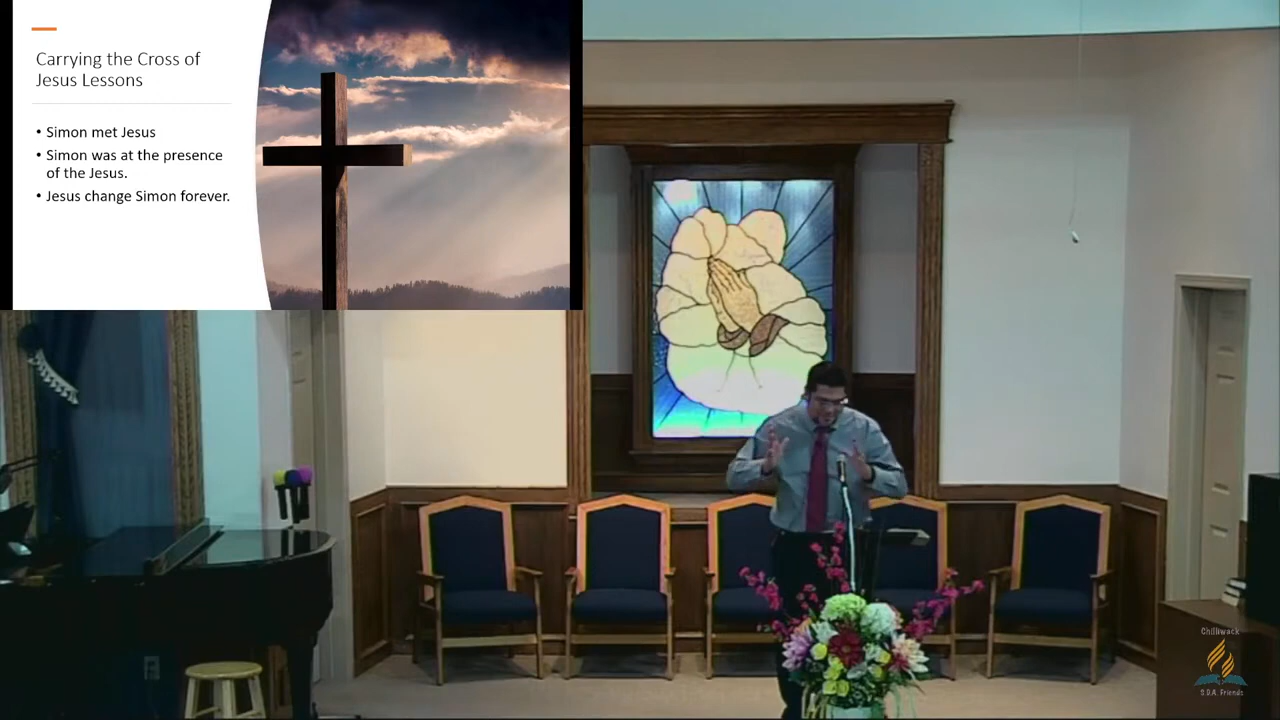 Carrying the Cross of
Jesus Lessons
• Simon met Jesus
• Simon was at the presence
of the Jesus.
• Jesus change Simon forever.
Chilliwack
S.D.A. Friends